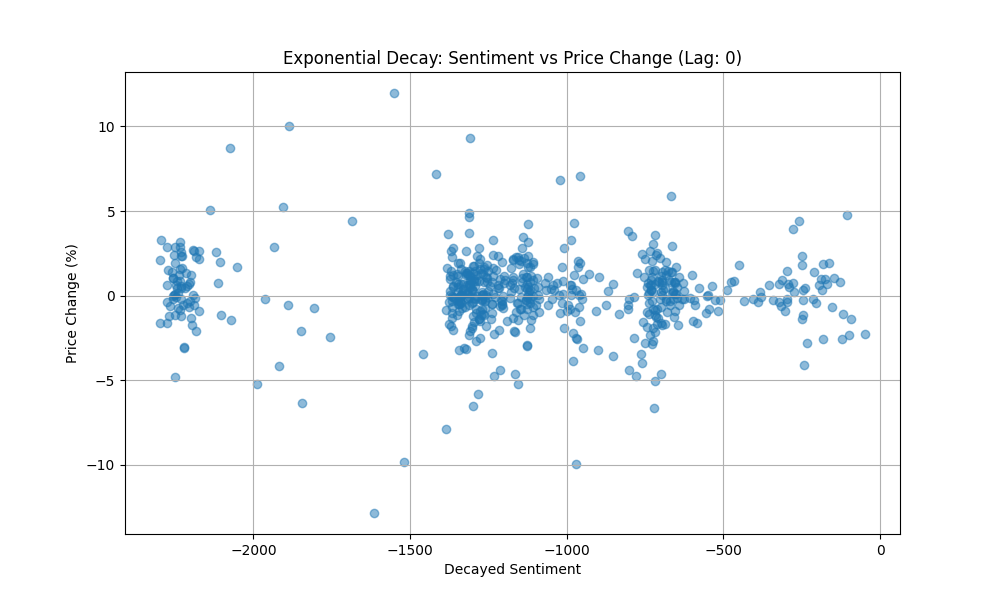 Exponential Decay: Sentiment vs Price Change (Lag: 0)
Price Change (%)
10
5
0
−5
−10
−2000 −1500 −1000 −500 0
Decayed Sentiment